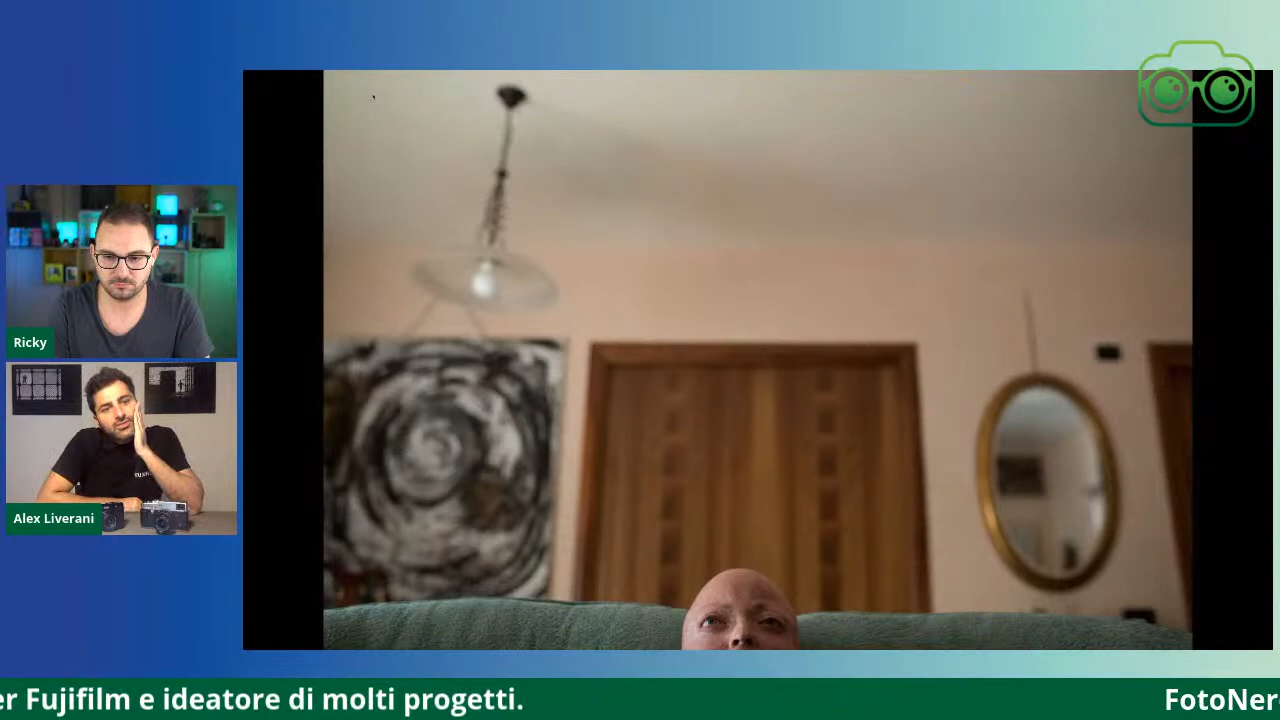 Ricky
Alex Liverani
er Fujifilm e ideatore di molti progetti.
FotoNer